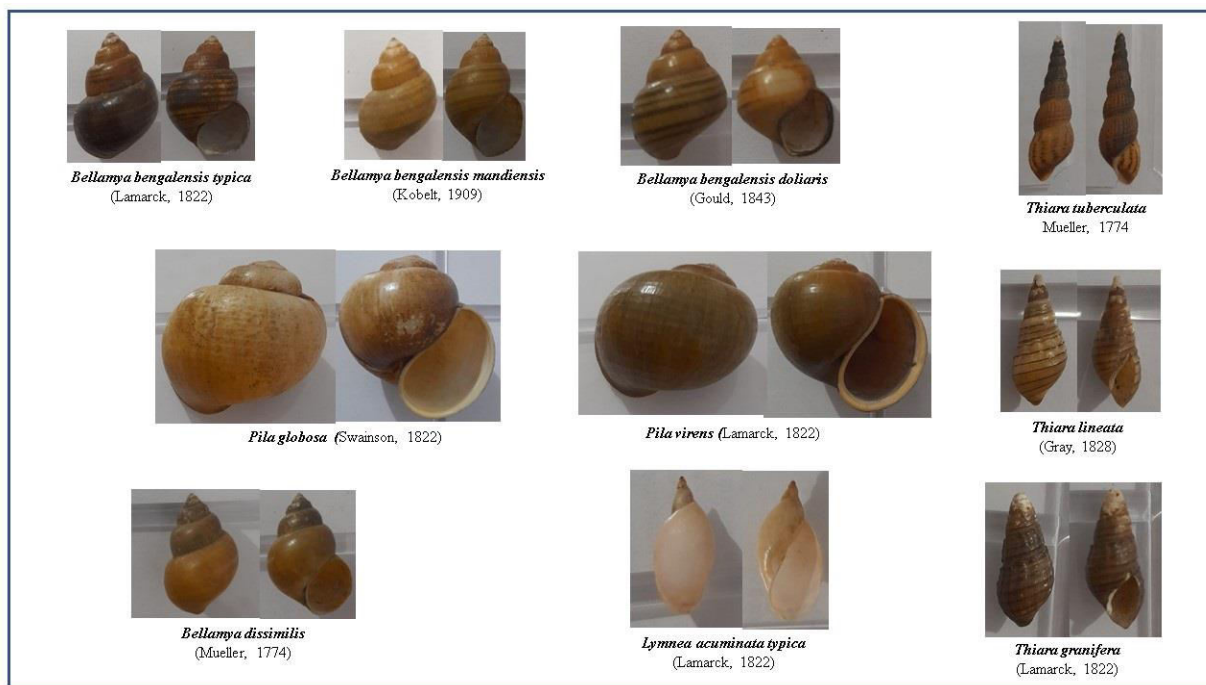 Bellamya bengalensis typica
(Lamarck, 1822)
Bellamya bengalensis mandiensis
(Kobelt, 1909)
Bellamya bengalensis doliaris
(Gould, 1843)
Thiara tuberculata
Mueller, 1774
Pila globosa (Swainson, 1822)
Pila virens (Lamarck, 1822)
Thiara lineata
(Gray, 1828)
Bellamya dissimilis
(Mueller, 1774)
Lymnea acuminata typica
(Lamarck, 1822)
Thiara granifera
(Lamarck, 1822)